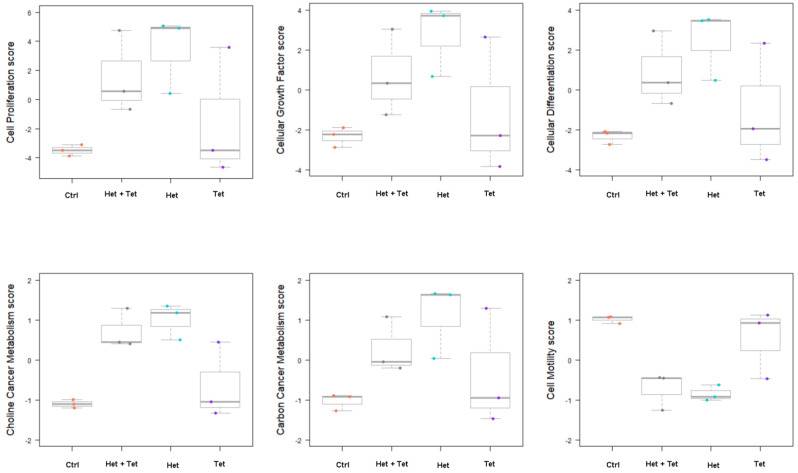 Cell Proliferation score
6
4
2
0
-2
-4
Ctrl Het + Tet Het Tet
Cellular Growth Factor score
4
2
0
-2
-4
Ctrl Het + Tet Het Tet
Cellular Differentiation score
4
2
0
-2
-4
Ctrl Het + Tet Het Tet
Choline Cancer Metabolism score
2
1
0
-1
-2
Ctrl Het + Tet Het Tet
Carbon Cancer Metabolism score
2
1
0
-1
-2
Ctrl Het + Tet Het Tet
Cell Motility score
2
1
0
-1
-2
Ctrl Het + Tet Het Tet